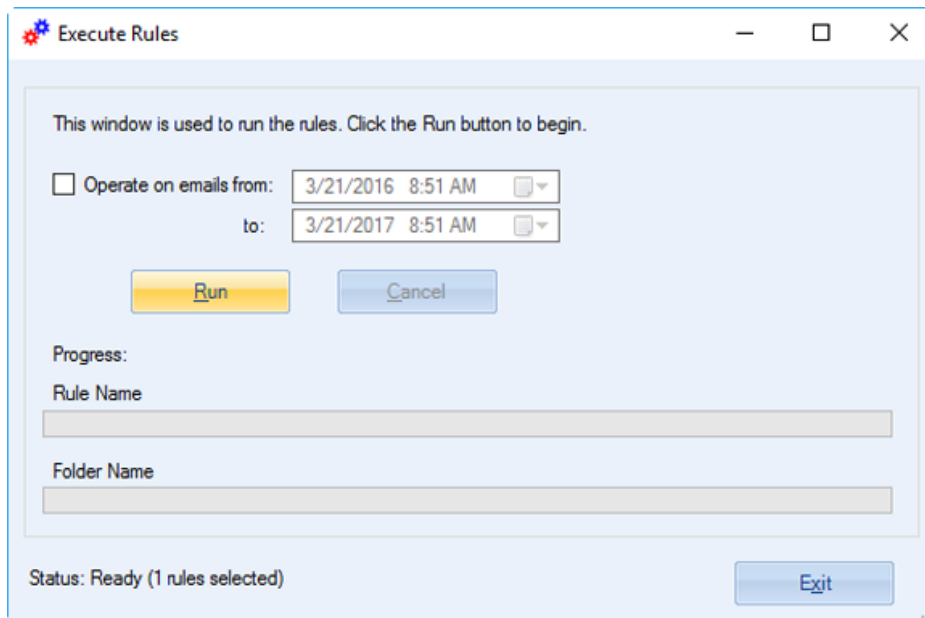 Execute Rules
This window is used to run the rules. Click the Run button to begin.
Operate on emails from: 3/21/2016 8:51 AM
to: 3/21/2017 8:51 AM
Run Cancel
Progress:
Rule Name
Folder Name
Status: Ready (1 rules selected) Exit